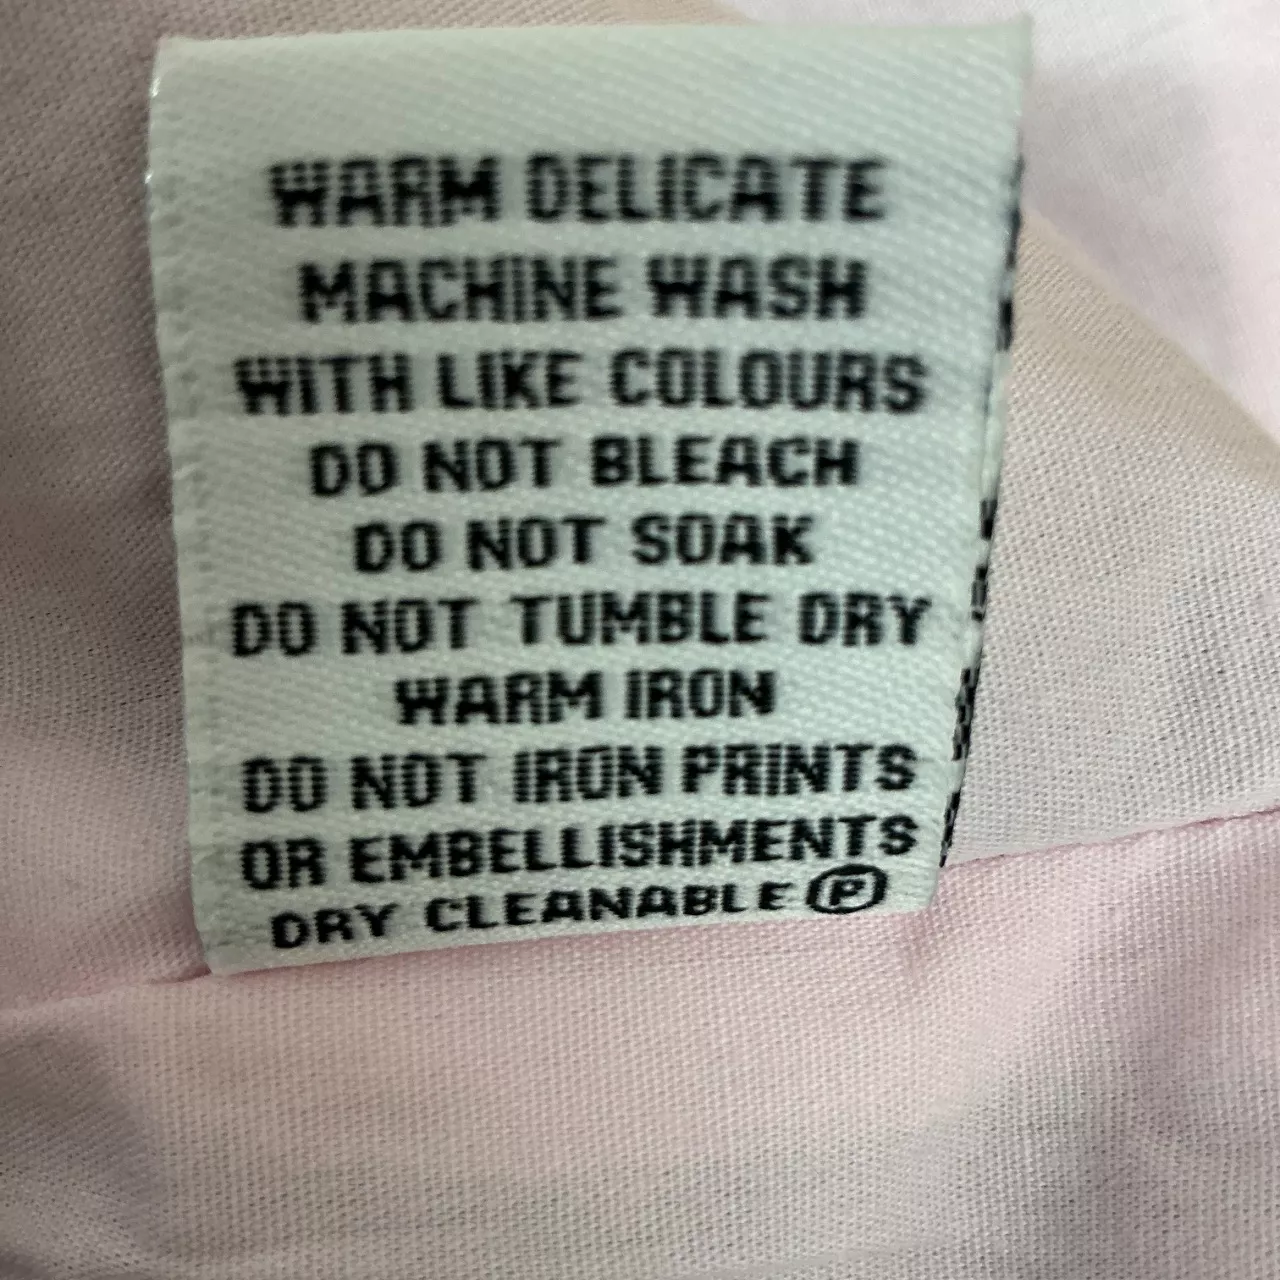 WARM DELICATE
MACHINE WASH
WITH LIKE COLOURS
DO NOT BLEACH
DO NOT SOAK
DO NOT TUMBLE DRY
WARM IRON
DO NOT IRON PRINTS
OR EMBELLISHMENTS
DRY CLEANABLE Ⓟ